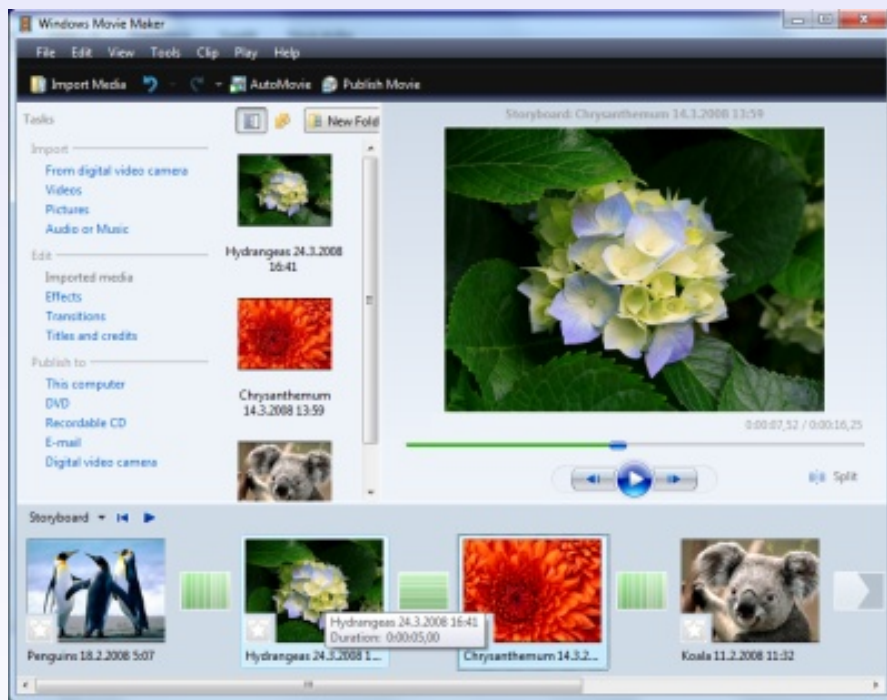 Windows Movie Maker
File Edit View Tools Clip Play Help
Import Media AutoMovie Publish Movie
Tasks
New Fold
Storyboard: Chrysanthemum 14.3.2008 13:59
Import
From digital video camera
Videos
Pictures
Audio or Music
Edit
Imported media
Effects
Transitions
Titles and credits
Publish to
This computer
DVD
Recordable CD
E-mail
Digital video camera
Hydrangeas 24.3.2008
16:41
Chrysanthemum
14.3.2008 13:59
0:00:07,52 / 0:00:16,25
Split
Storyboard
Hydrangeas 24.3.2008 16:41
Duration: 0:00:05,00
Penguins 18.2.2008 5:07
Hydrangeas 24.3.2008 1...
Chrysanthemum 14.3.2...
Koala 11.2.2008 11:32